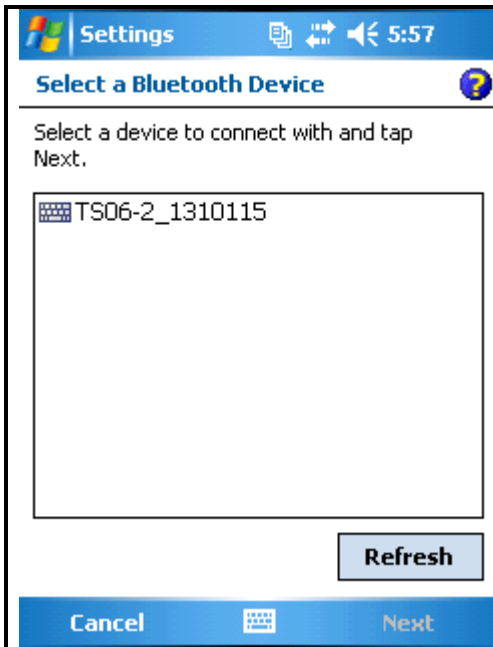 Settings 5:57
Select a Bluetooth Device
?
Select a device to connect with and tap
Next.
TS06-2_1310115
Refresh
Cancel Next